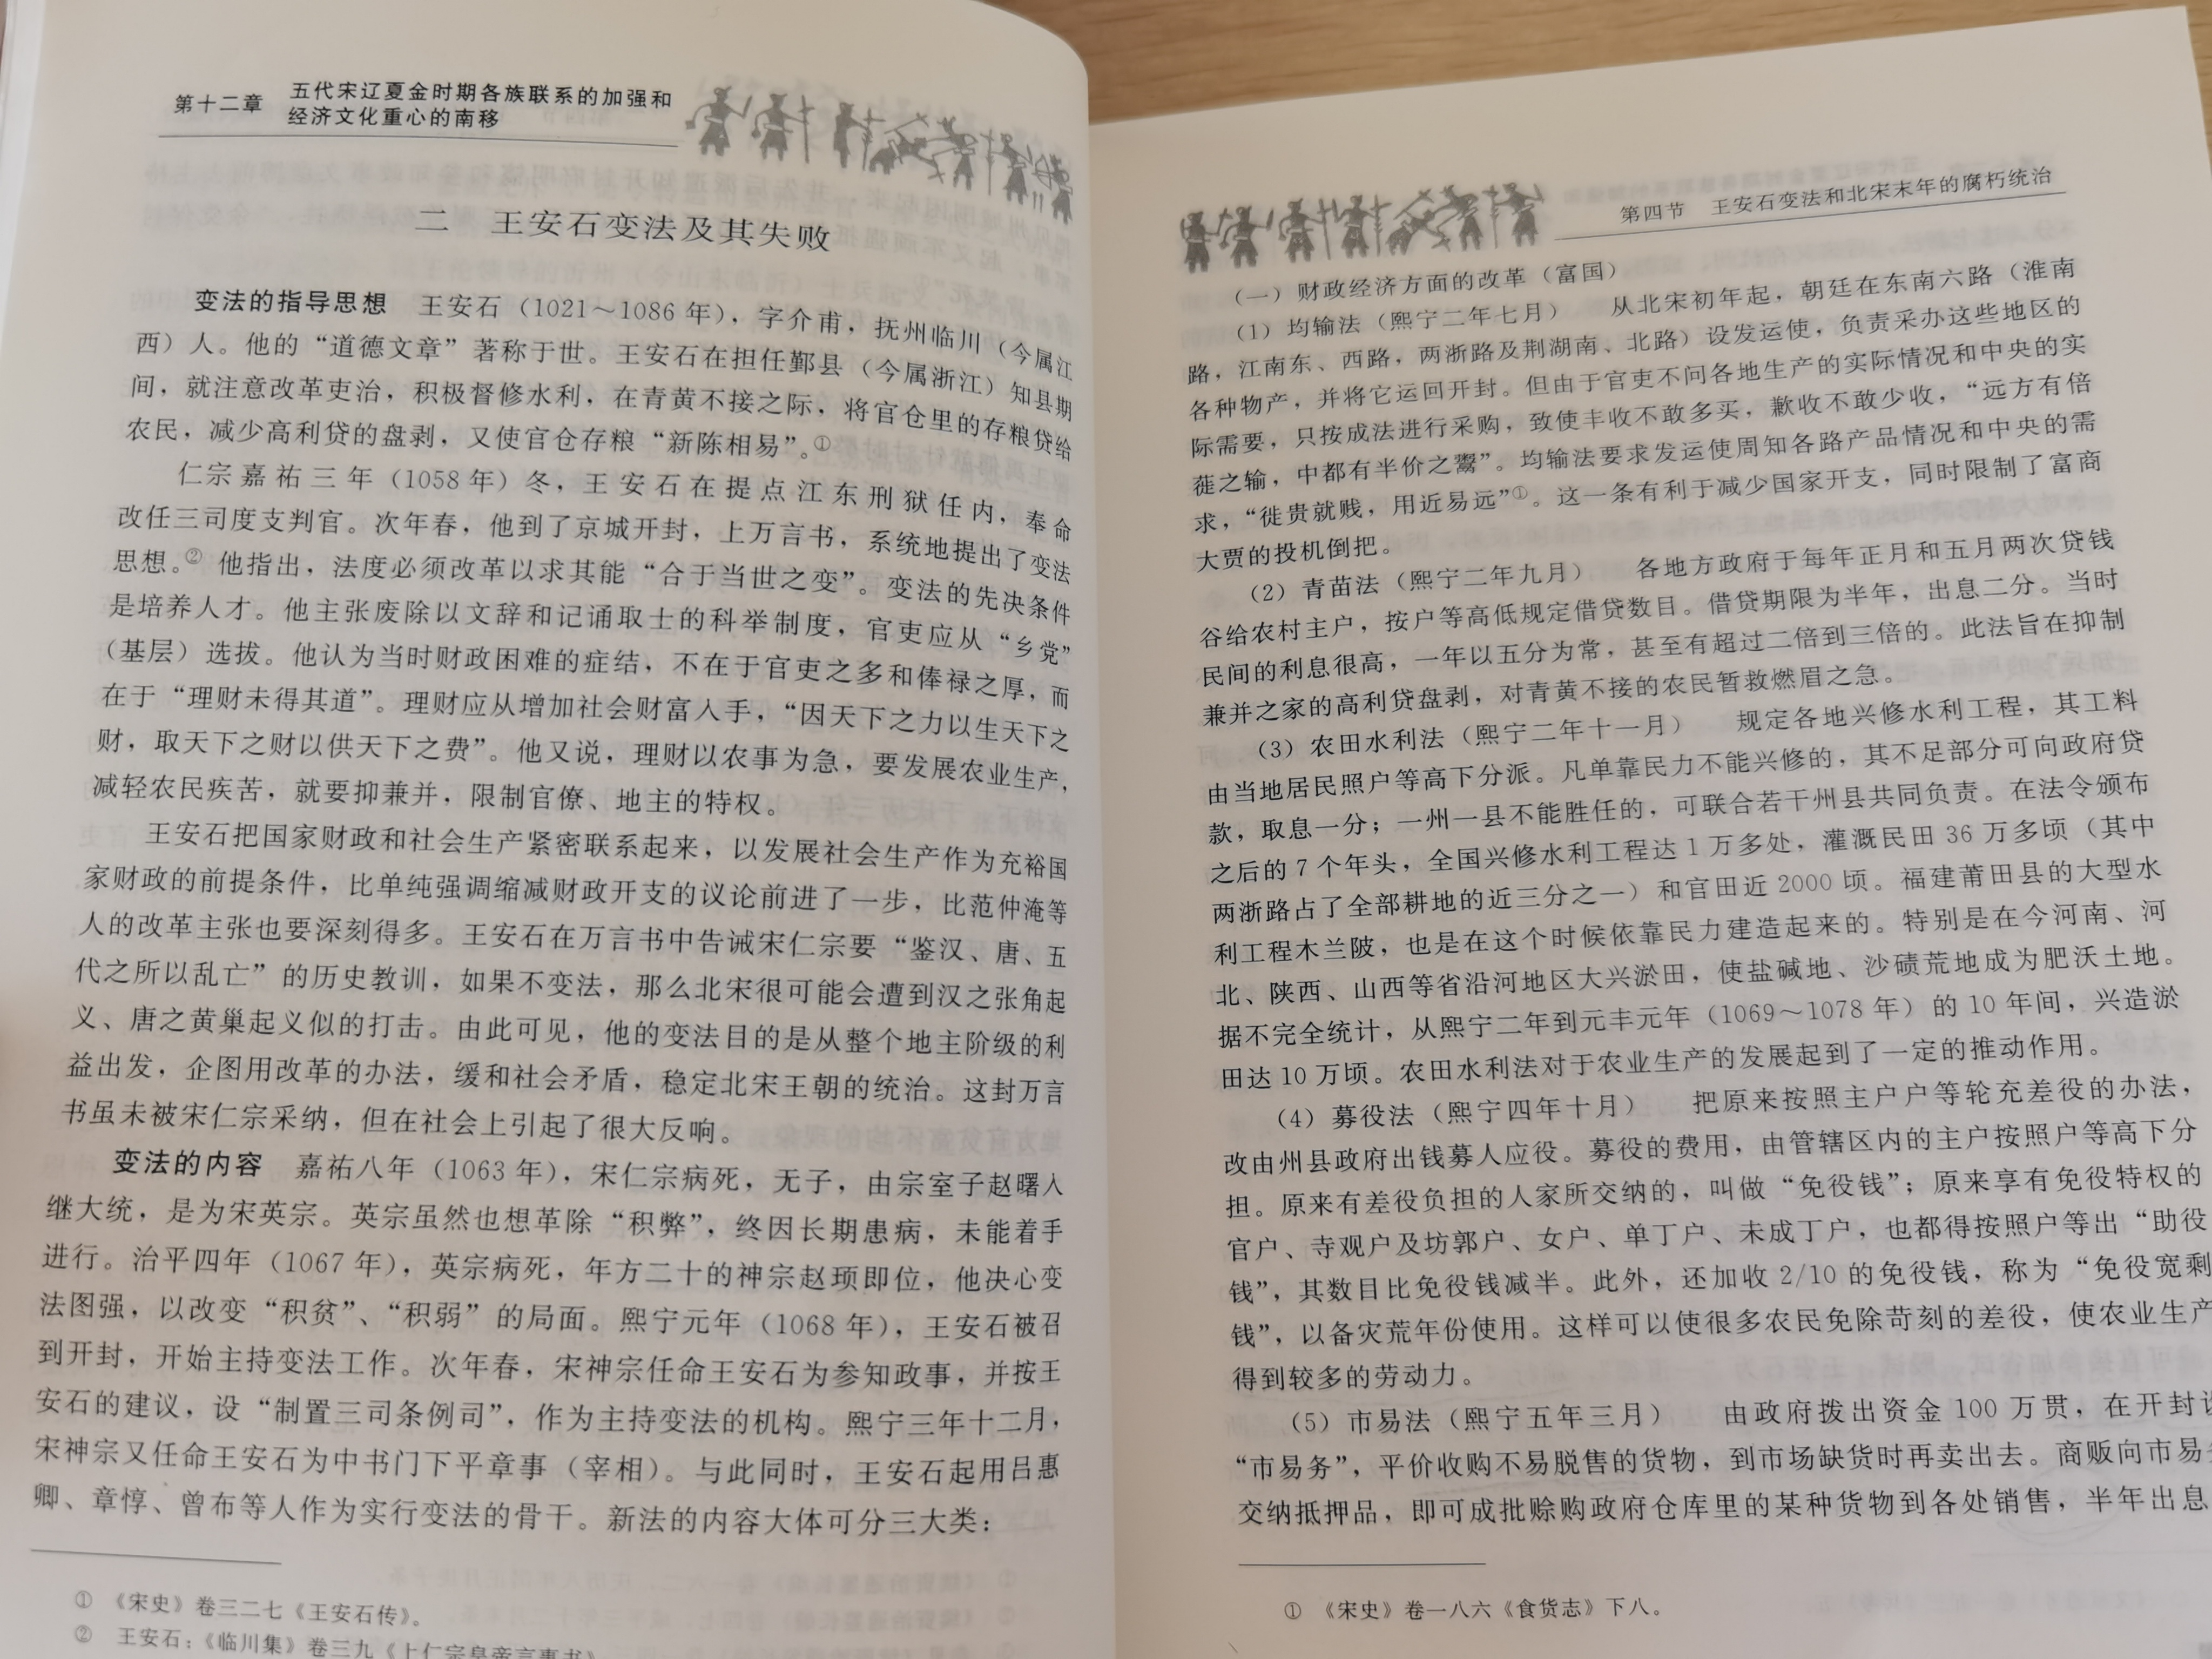 第十二章 五代宋辽夏金时期各族联系的加强和
经济文化重心的南移
二 王安石变法及其失败
变法的指导思想 王安石（1021～1086年），字介甫，抚州临川（今属江
西）人。他的“道德文章”著称于世。王安石在担任鄞县（今属浙江）知县期
间，就注意改革吏治，积极督修水利，在青黄不接之际，将官仓里的存粮贷给
农民，减少高利贷的盘剥，又使官仓存粮“新陈相易”。①
仁宗嘉祐三年（1058年）冬，王安石在提点江东刑狱任内，奉命
改任三司度支判官。次年春，他到了京城开封，上万言书，系统地提出了变法
思想。② 他指出，法度必须改革以求其能“合于当世之变”。变法的先决条件
是培养人才。他主张废除以文辞和记诵取士的科举制度，官吏应从“乡党”
（基层）选拔。他认为当时财政困难的症结，不在于官吏之多和俸禄之厚，而
在于“理财未得其道”。理财应从增加社会财富入手，“因天下之力以生天下之
财，取天下之财以供天下之费”。他又说，理财以农事为急，要发展农业生产，
减轻农民疾苦，就要抑兼并，限制官僚、地主的特权。
王安石把国家财政和社会生产紧密联系起来，以发展社会生产作为充裕国
家财政的前提条件，比单纯强调缩减财政开支的议论前进了一步，比范仲淹等
人的改革主张也要深刻得多。王安石在万言书中告诫宋仁宗要“鉴汉、唐、五
代之所以乱亡”的历史教训，如果不变法，那么北宋很可能会遭到汉之张角起
义、唐之黄巢起义似的打击。由此可见，他的变法目的是从整个地主阶级的利
益出发，企图用改革的办法，缓和社会矛盾，稳定北宋王朝的统治。这封万言
书虽未被宋仁宗采纳，但在社会上引起了很大反响。
变法的内容 嘉祐八年（1063年），宋仁宗病死，无子，由宗室子赵曙入
继大统，是为宋英宗。英宗虽然也想革除“积弊”，终因长期患病，未能着手
进行。治平四年（1067年），英宗病死，年方二十的神宗赵顼即位，他决心变
法图强，以改变“积贫”、“积弱”的局面。熙宁元年（1068年），王安石被召
到开封，开始主持变法工作。次年春，宋神宗任命王安石为参知政事，并按王
安石的建议，设“制置三司条例司”，作为主持变法的机构。熙宁三年十二月，
宋神宗又任命王安石为中书门下平章事（宰相）。与此同时，王安石起用吕惠
卿、章惇、曾布等人作为实行变法的骨干。新法的内容大体可分三大类：
① 《宋史》卷三二七《王安石传》。
② 王安石：《临川集》卷三九《上仁宗皇帝言事书》
第四节 王安石变法和北宋末年的腐朽统治
（一）财政经济方面的改革（富国）
（1）均输法（熙宁二年七月） 从北宋初年起，朝廷在东南六路（淮南
路，江南东、西路，两浙路及荆湖南、北路）设发运使，负责采办这些地区的
各种物产，并将它运回开封。但由于官吏不问各地生产的实际情况和中央的实
际需要，只按成法进行采购，致使丰收不敢多买，歉收不敢少收，“远方有倍
蓰之输，中都有半价之鬻”。均输法要求发运使周知各路产品情况和中央的需
求，“徙贵就贱，用近易远”①。这一条有利于减少国家开支，同时限制了富商
大贾的投机倒把。
（2）青苗法（熙宁二年九月） 各地方政府于每年正月和五月两次贷钱
谷给农村主户，按户等高低规定借贷数目。借贷期限为半年，出息二分。当时
民间的利息很高，一年以五分为常，甚至有超过二倍到三倍的。此法旨在抑制
兼并之家的高利贷盘剥，对青黄不接的农民暂救燃眉之急。
（3）农田水利法（熙宁二年十一月） 规定各地兴修水利工程，其工料
由当地居民照户等高下分派。凡单靠民力不能兴修的，其不足部分可向政府贷
款，取息一分；一州一县不能胜任的，可联合若干州县共同负责。在法令颁布
之后的7个年头，全国兴修水利工程达1万多处，灌溉民田36万多顷（其中
两浙路占了全部耕地的近三分之一）和官田近2000顷。福建莆田县的大型水
利工程木兰陂，也是在这个时候依靠民力建造起来的。特别是在今河南、河
北、陕西、山西等省沿河地区大兴淤田，使盐碱地、沙碛荒地成为肥沃土地。
据不完全统计，从熙宁二年到元丰元年（1069～1078年）的10年间，兴造淤
田达10万顷。农田水利法对于农业生产的发展起到了一定的推动作用。
（4）募役法（熙宁四年十月） 把原来按照主户户等轮充差役的办法，
改由州县政府出钱募人应役。募役的费用，由管辖区内的主户按照户等高下分
担。原来有差役负担的人家所交纳的，叫做“免役钱”；原来享有免役特权的
官户、寺观户及坊郭户、女户、单丁户、未成丁户，也都得按照户等出“助役
钱”，其数目比免役钱减半。此外，还加收2/10的免役钱，称为“免役宽剩
钱”，以备灾荒年份使用。这样可以使很多农民免除苛刻的差役，使农业生产
得到较多的劳动力。
（5）市易法（熙宁五年三月） 由政府拨出资金100万贯，在开封设
“市易务”，平价收购不易脱售的货物，到市场缺货时再卖出去。商贩向市易务
交纳抵押品，即可成批赊购政府仓库里的某种货物到各处销售，半年出息
① 《宋史》卷一八六《食货志》下八。